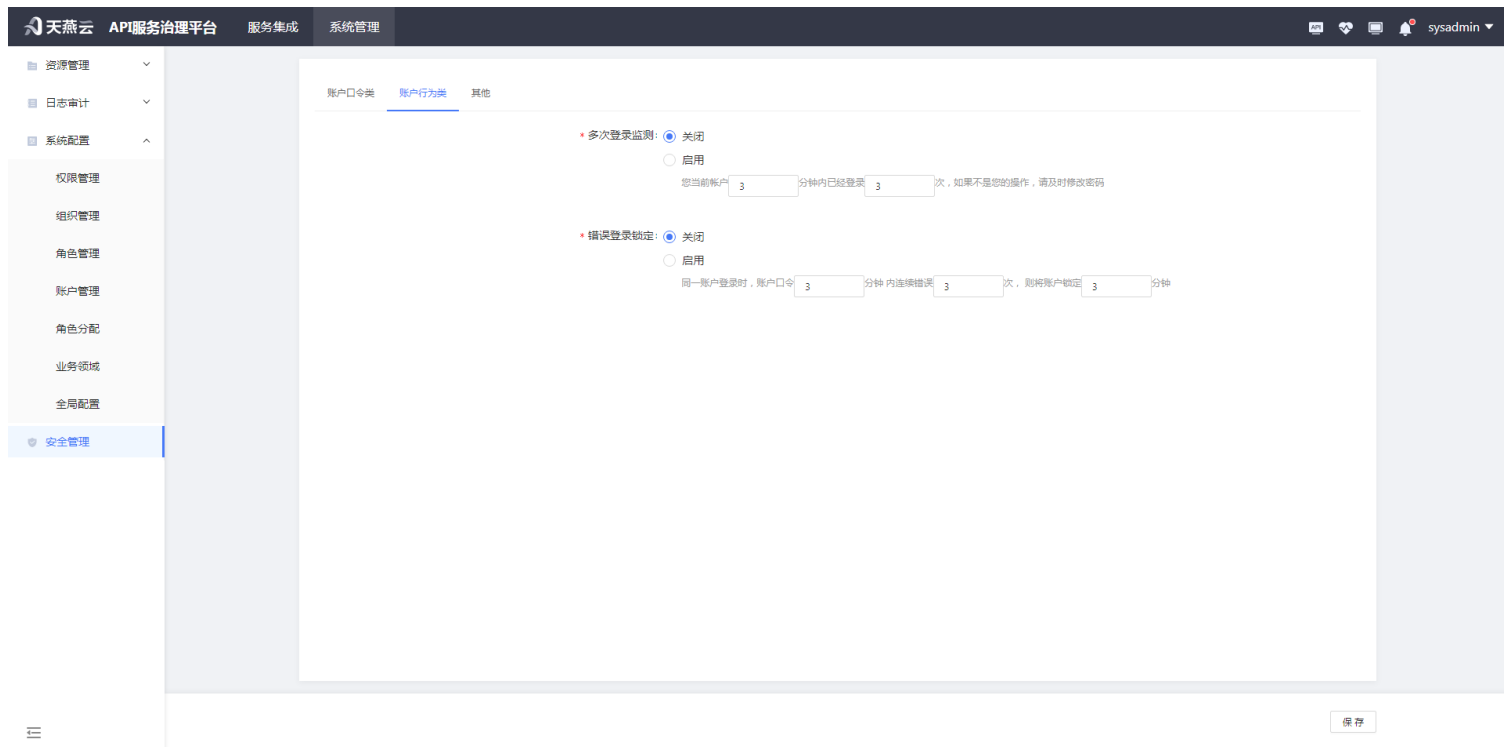 天燕云 API服务治理平台 服务集成 系统管理 API sysadmin
资源管理
日志审计
系统配置
权限管理
组织管理
角色管理
账户管理
角色分配
业务领域
全局配置
安全管理
账户口令类 账户行为类 其他
* 多次登录监测: 关闭
启用
您当前帐户 3 分钟内已经登录 3 次，如果不是您的操作，请及时修改密码
* 错误登录锁定: 关闭
启用
同一账户登录时，账户口令 3 分钟 内连续错误 3 次， 则将账户锁定 3 分钟
保 存